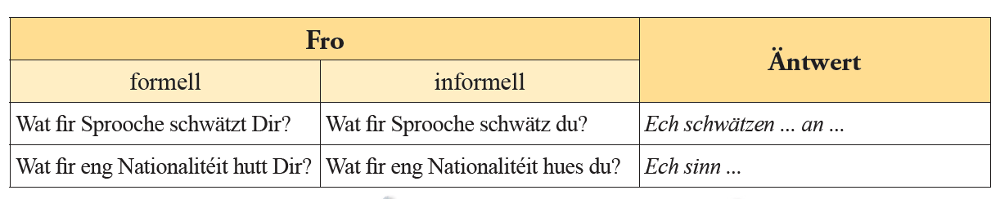 Fro
Äntwert
formell
informell
Wat fir Sprooche schwätzt Dir?
Wat fir Sprooche schwätz du?
Ech schwätzen ... an ...
Wat fir eng Nationalitéit hutt Dir?
Wat fir eng Nationalitéit hues du?
Ech sinn ...